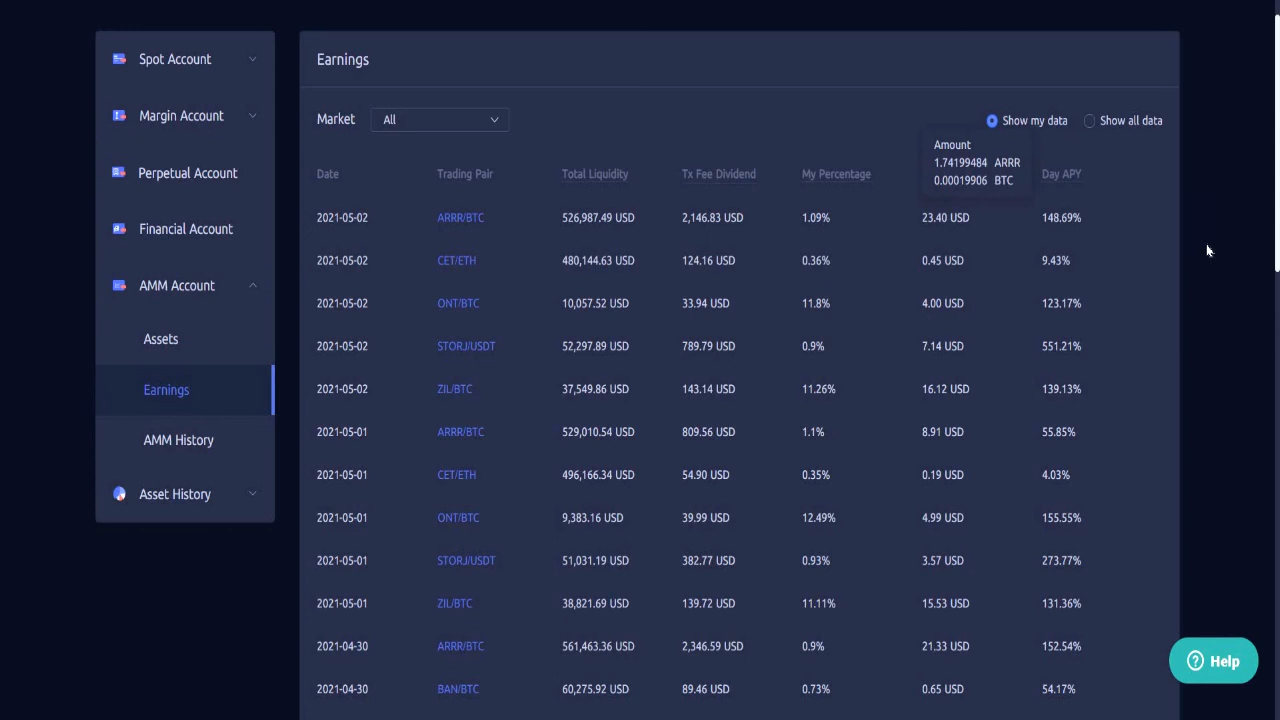 Spot Account
Margin Account
Perpetual Account
Financial Account
AMM Account
Assets
Earnings
AMM History
Asset History
Earnings
Market All Show my data Show all data
Amount
1.74199484 ARRR
0.00019906 BTC
Date Trading Pair Total Liquidity Tx Fee Dividend My Percentage Day APY
2021-05-02 ARRR/BTC 526,987.49 USD 2,146.83 USD 1.09% 23.40 USD 148.69%
2021-05-02 CET/ETH 480,144.63 USD 124.16 USD 0.36% 0.45 USD 9.43%
2021-05-02 ONT/BTC 10,057.52 USD 33.94 USD 11.8% 4.00 USD 123.17%
2021-05-02 STORJ/USDT 52,297.89 USD 789.79 USD 0.9% 7.14 USD 551.21%
2021-05-02 ZIL/BTC 37,549.86 USD 143.14 USD 11.26% 16.12 USD 139.13%
2021-05-01 ARRR/BTC 529,010.54 USD 809.56 USD 1.1% 8.91 USD 55.85%
2021-05-01 CET/ETH 496,166.34 USD 54.90 USD 0.35% 0.19 USD 4.03%
2021-05-01 ONT/BTC 9,383.16 USD 39.99 USD 12.49% 4.99 USD 155.55%
2021-05-01 STORJ/USDT 51,031.19 USD 382.77 USD 0.93% 3.57 USD 273.77%
2021-05-01 ZIL/BTC 38,821.69 USD 139.72 USD 11.11% 15.53 USD 131.36%
2021-04-30 ARRR/BTC 561,463.36 USD 2,346.59 USD 0.9% 21.33 USD 152.54%
2021-04-30 BAN/BTC 60,275.92 USD 89.46 USD 0.73% 0.65 USD 54.17%
Help